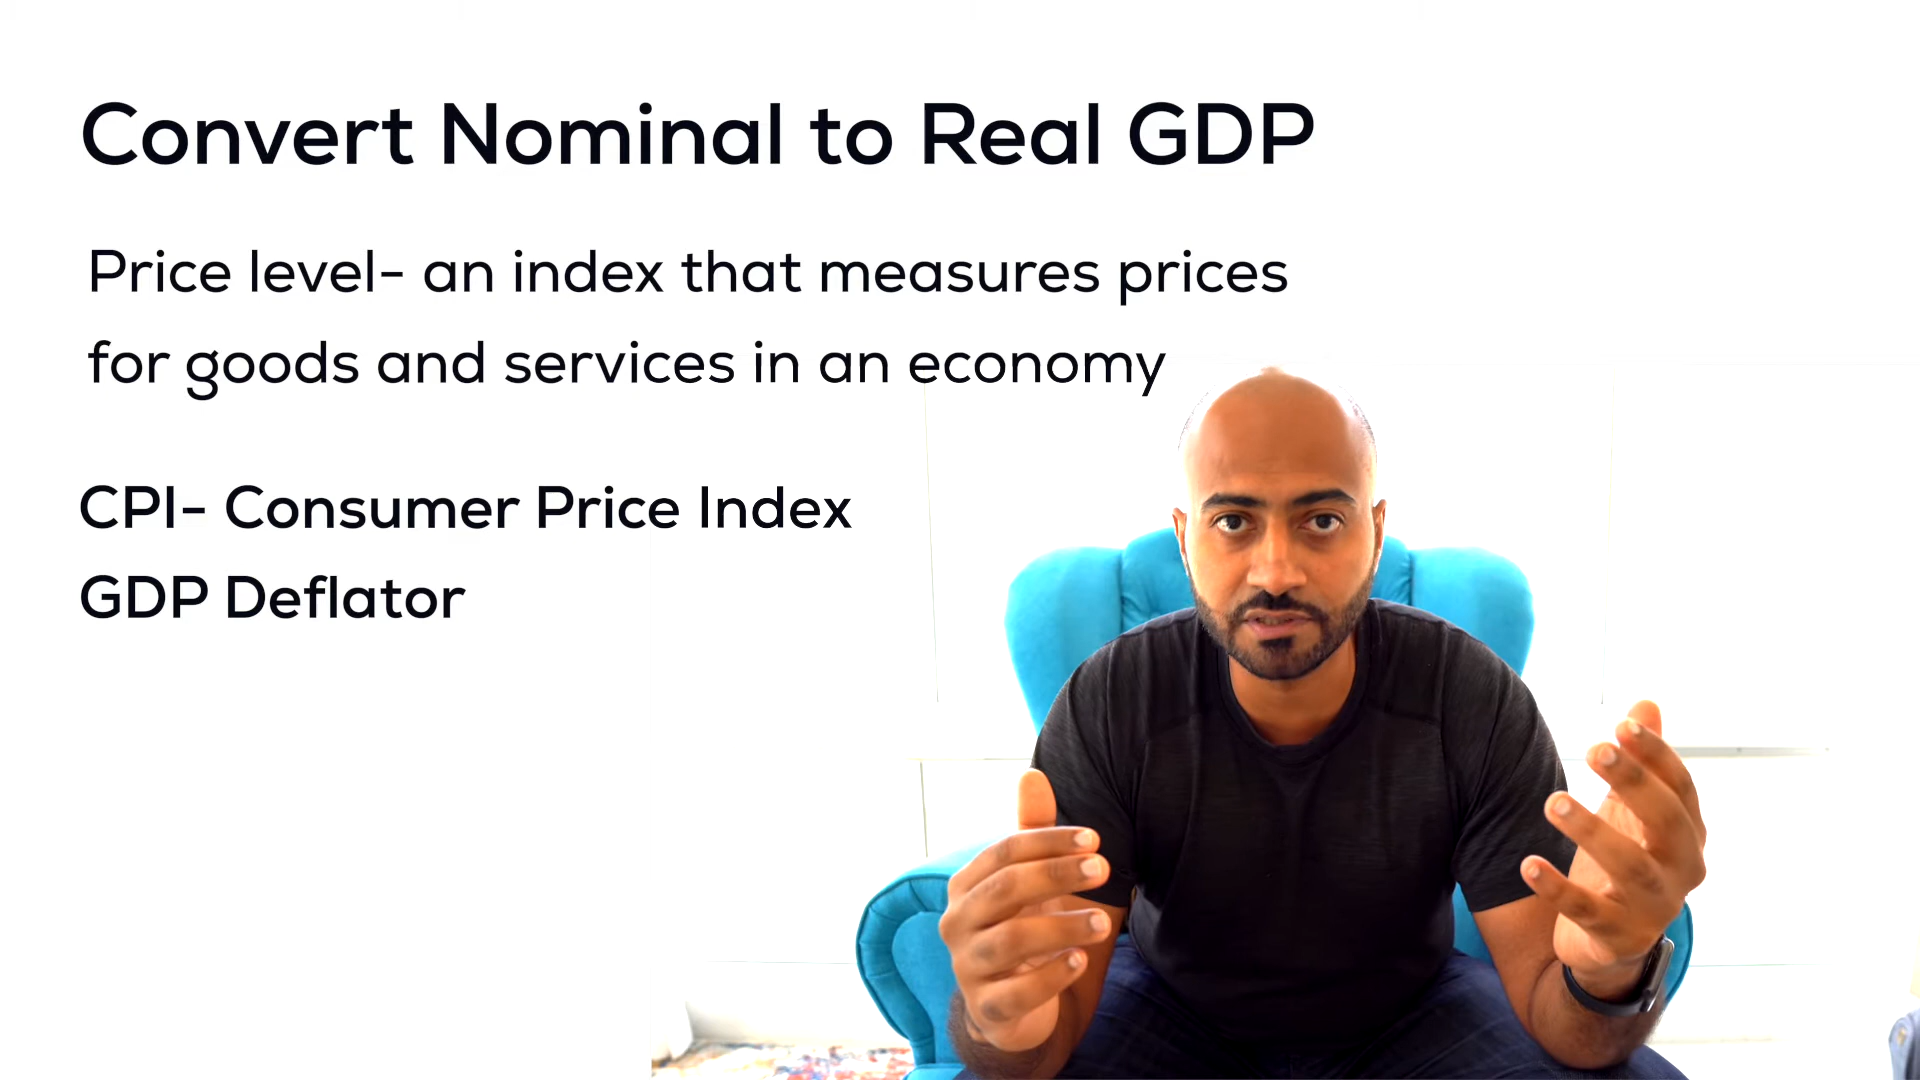 Convert Nominal to Real GDP
Price level- an index that measures prices
for goods and services in an economy
CPI- Consumer Price Index
GDP Deflator